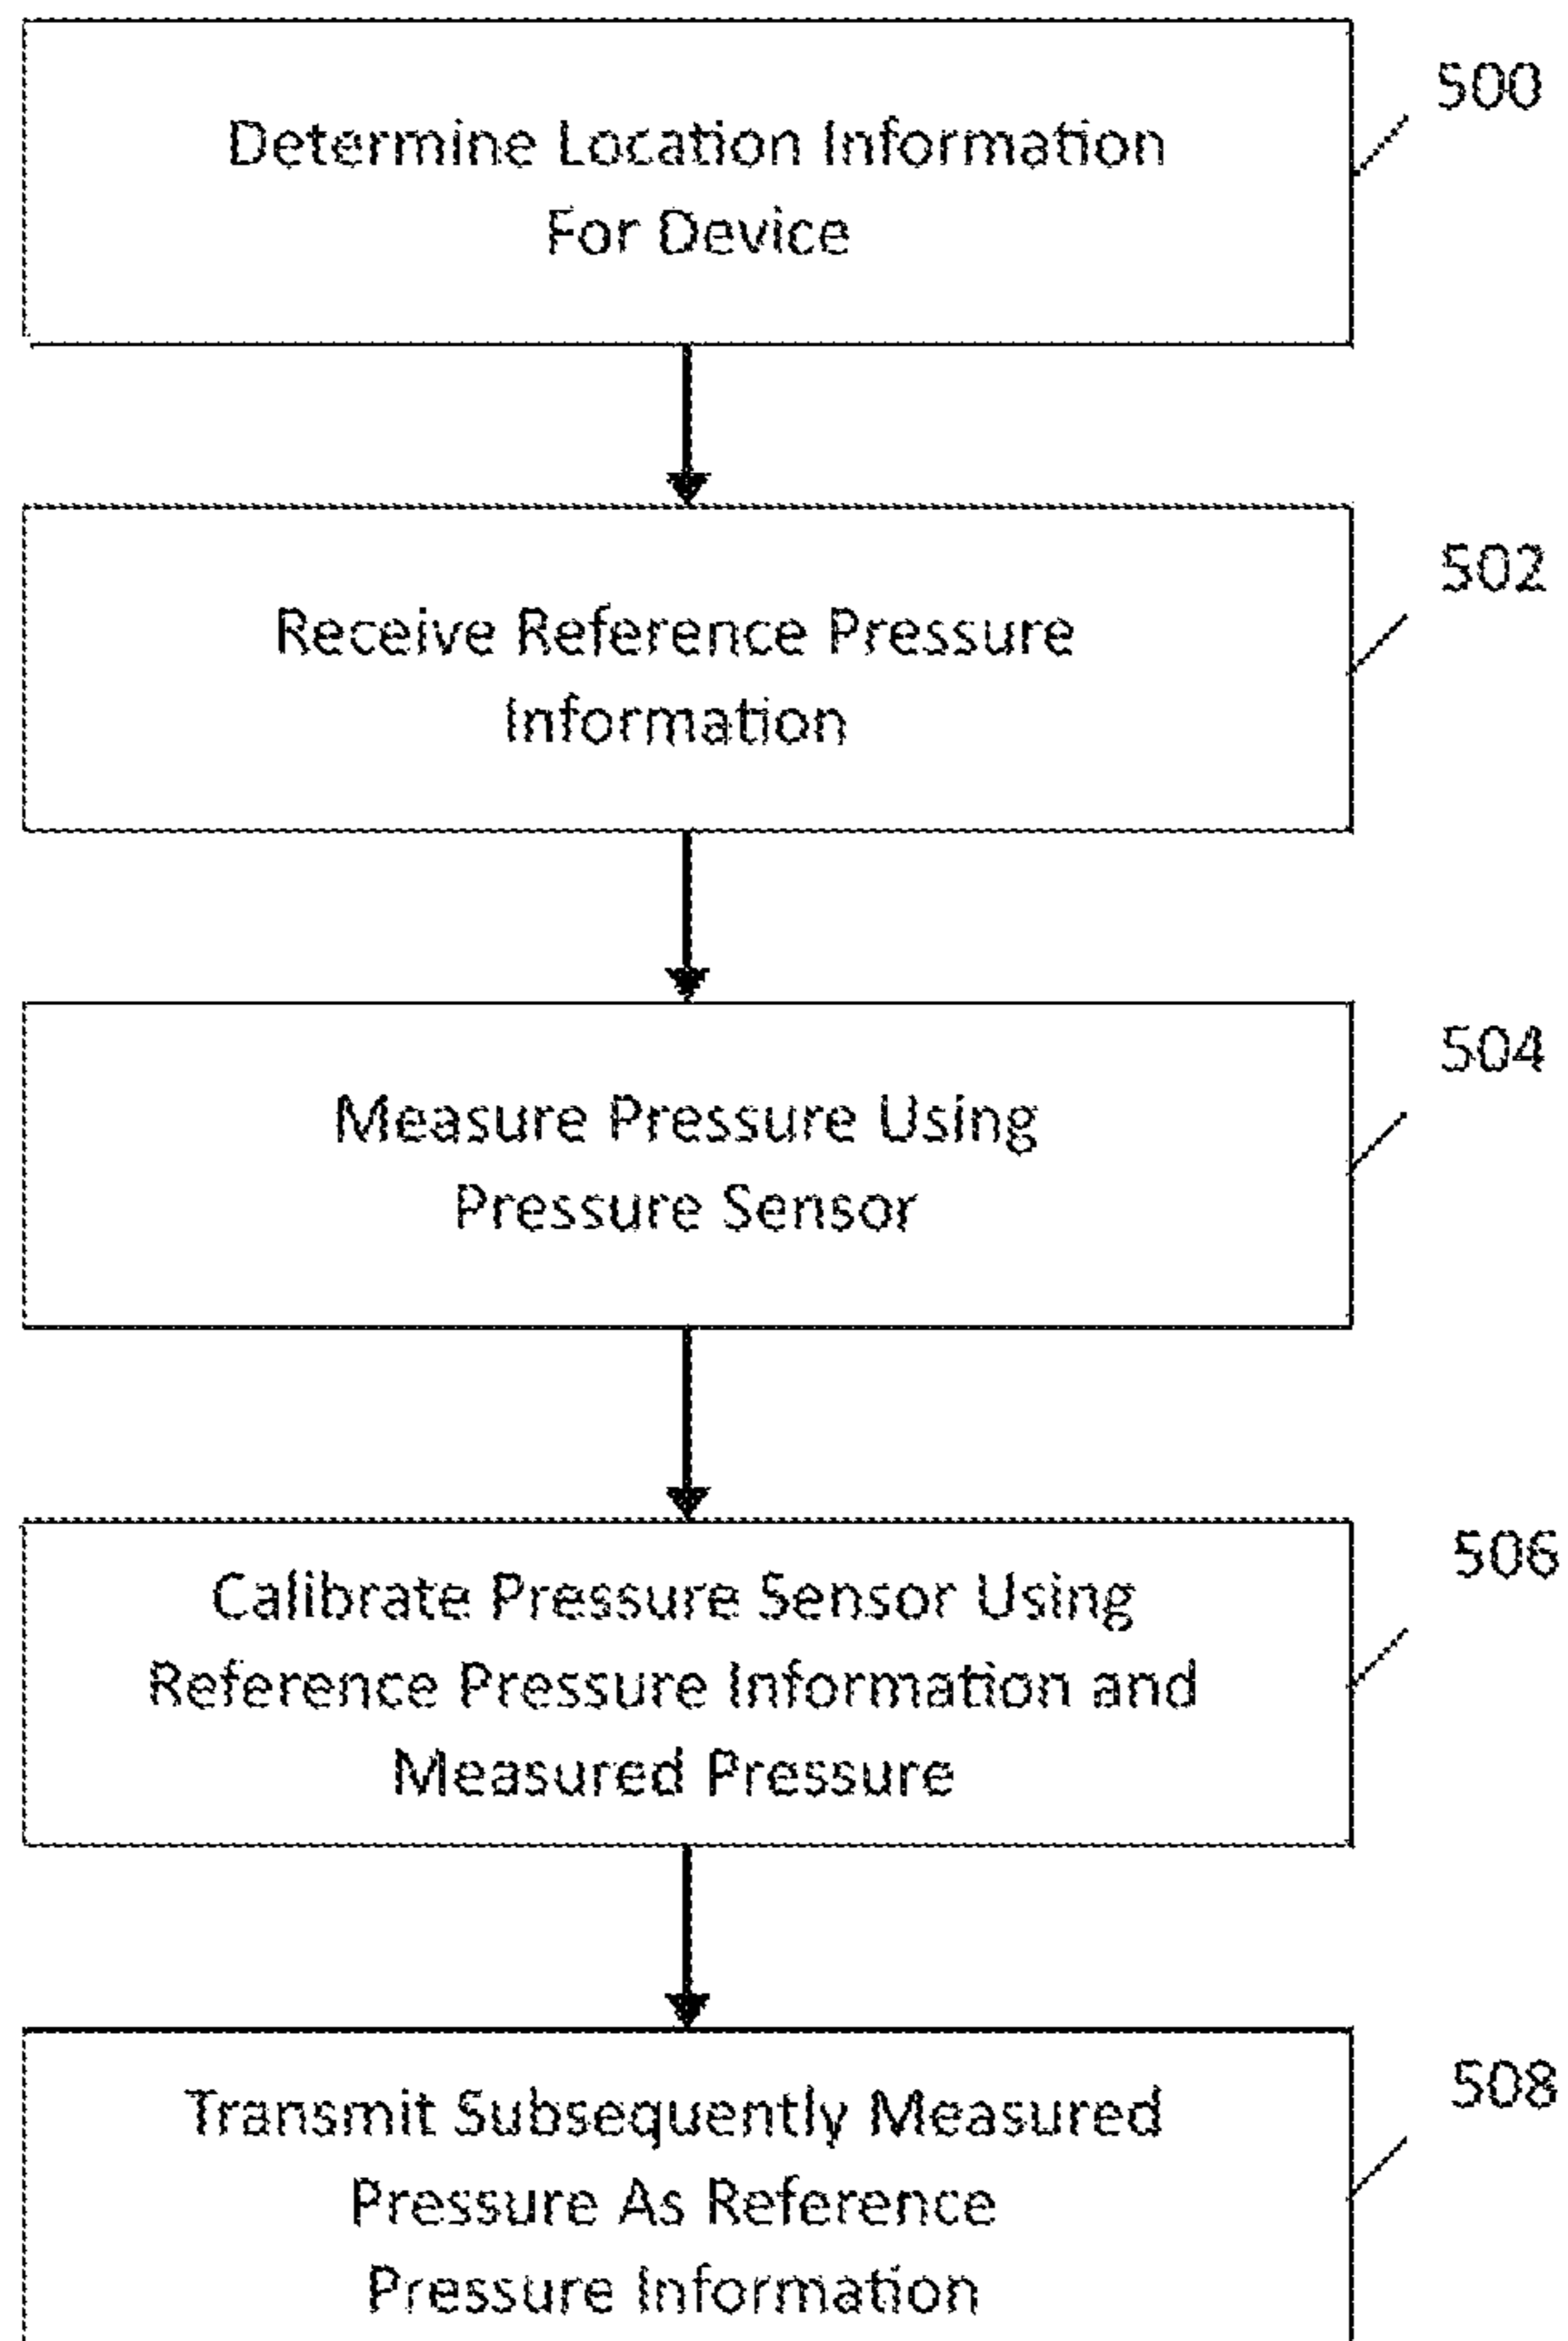 500
Determine Location Information
For Device
502
Receive Reference Pressure
Information
504
Measure Pressure Using
Pressure Sensor
506
Calibrate Pressure Sensor Using
Reference Pressure Information and
Measured Pressure
508
Transmit Subsequently Measured
Pressure As Reference
Pressure Information